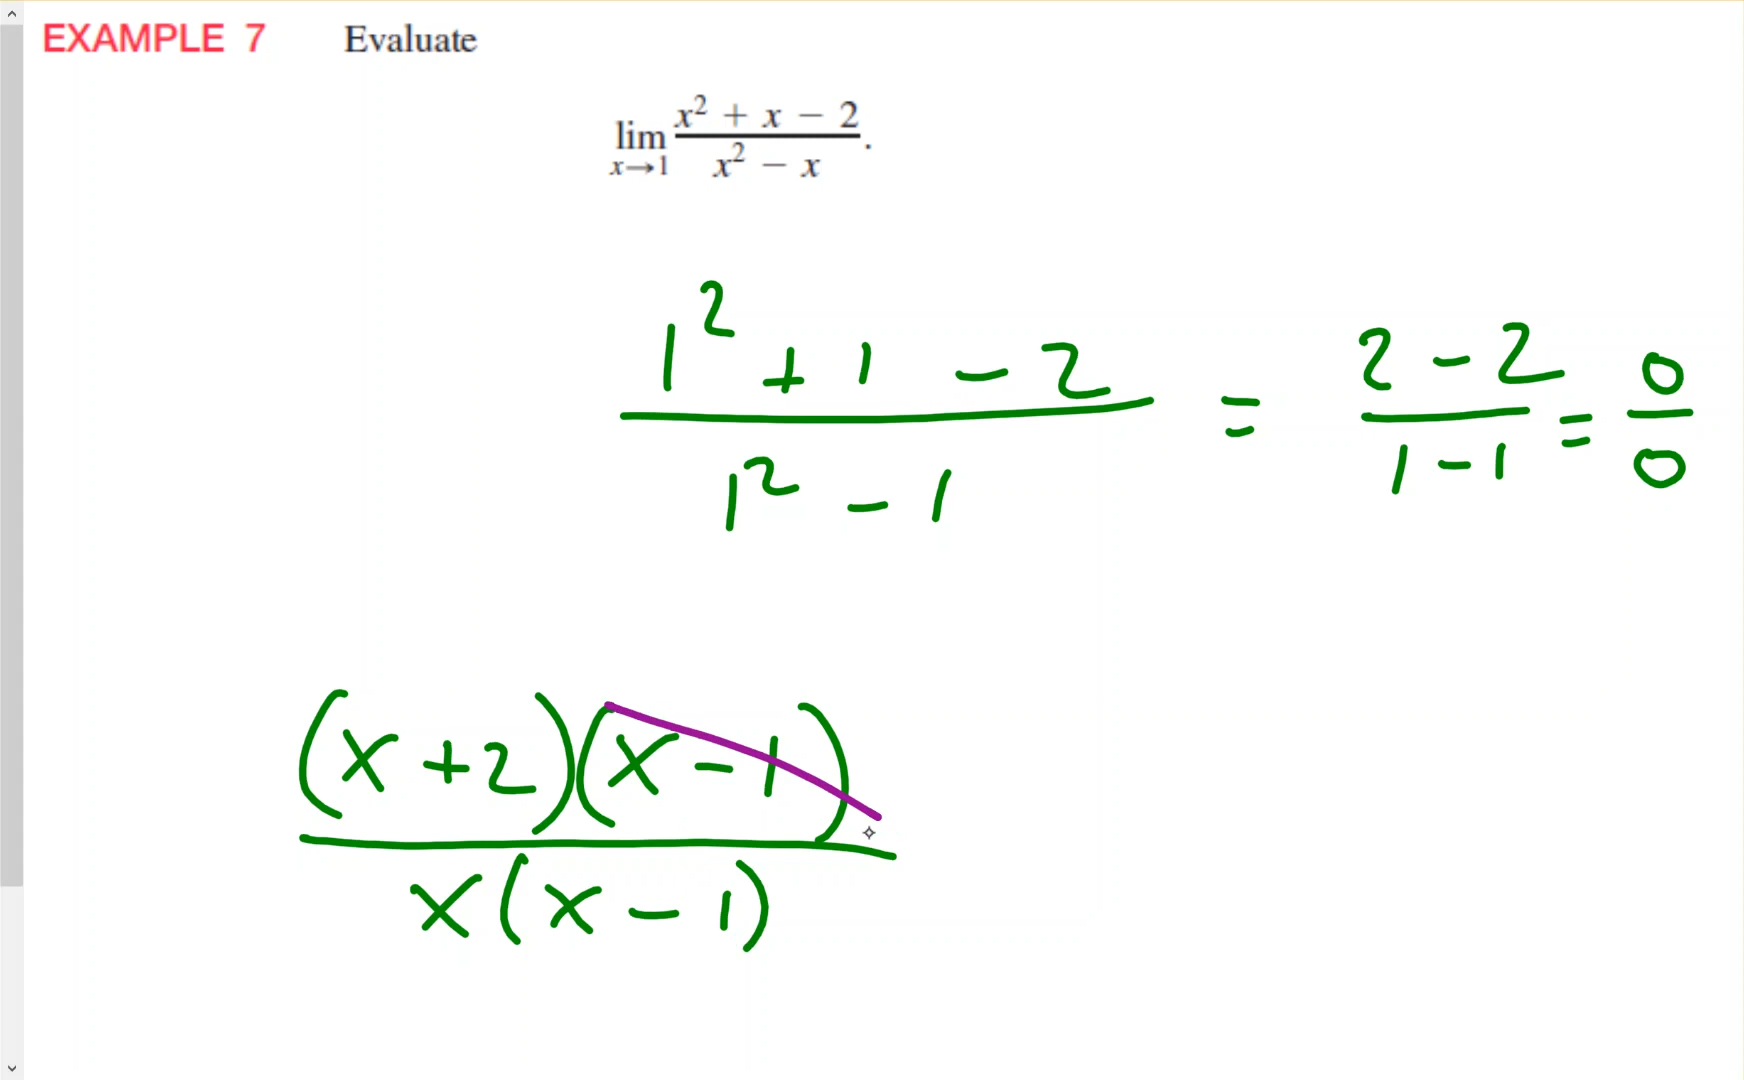 EXAMPLE 7 Evaluate
lim x→1 x² + x − 2 / x² − x .
1² + 1 − 2 / 1² − 1 = 2 − 2 / 1 − 1 = 0 / 0
(x + 2)(x − 1)
x(x − 1)